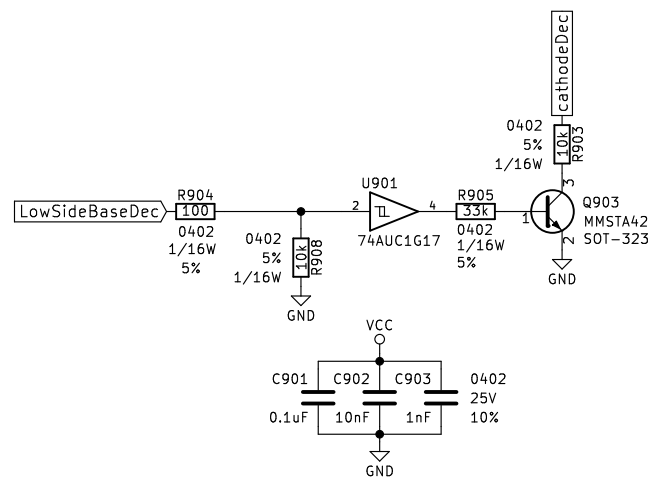 cathodeDec
0402
5%
1/16W
10k
R903
3
U901
R904
R905
Q903
LowSideBaseDec
100
2
4
33k
1
MMSTA42
SOT-323
0402
1/16W
5%
0402
5%
1/16W
10k
R908
74AUC1G17
0402
1/16W
5%
2
GND
GND
VCC
C901
C902
C903
0402
25V
10%
0.1uF
10nF
1nF
GND